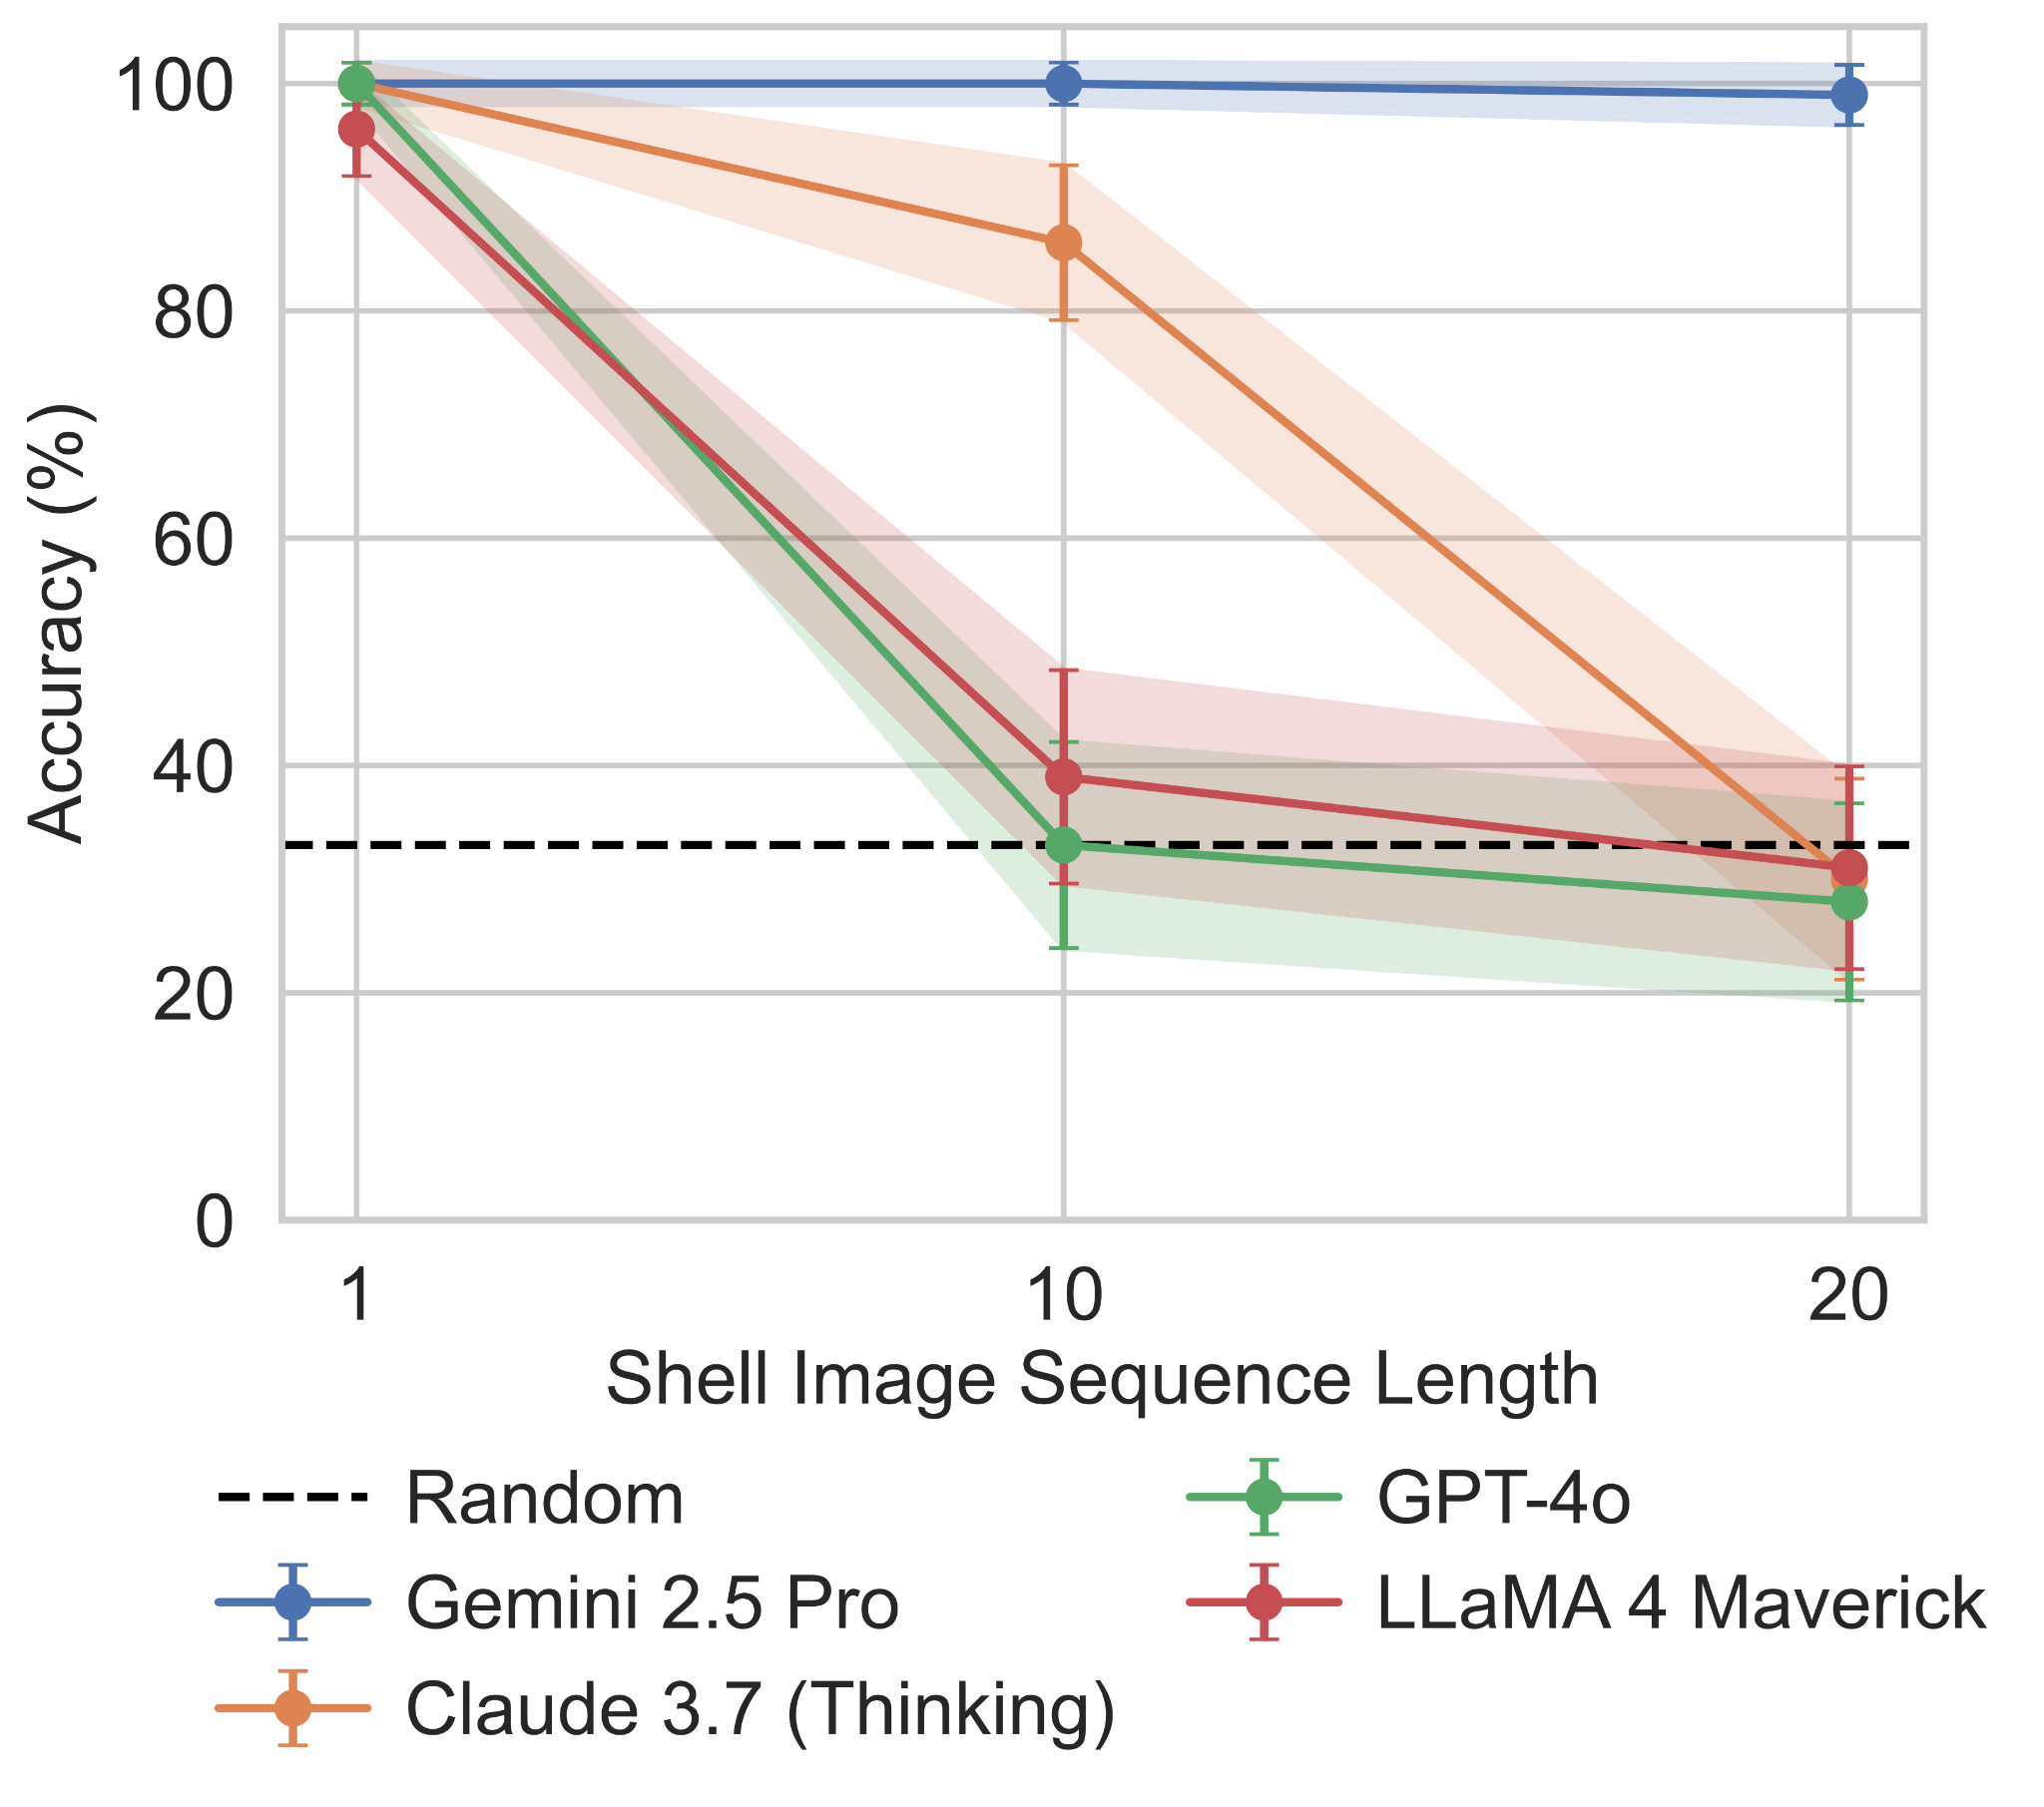 100
80
60
40
20
0
Accuracy (%)
1 10 20
Shell Image Sequence Length
Random
Gemini 2.5 Pro
Claude 3.7 (Thinking)
GPT-4o
LLaMA 4 Maverick